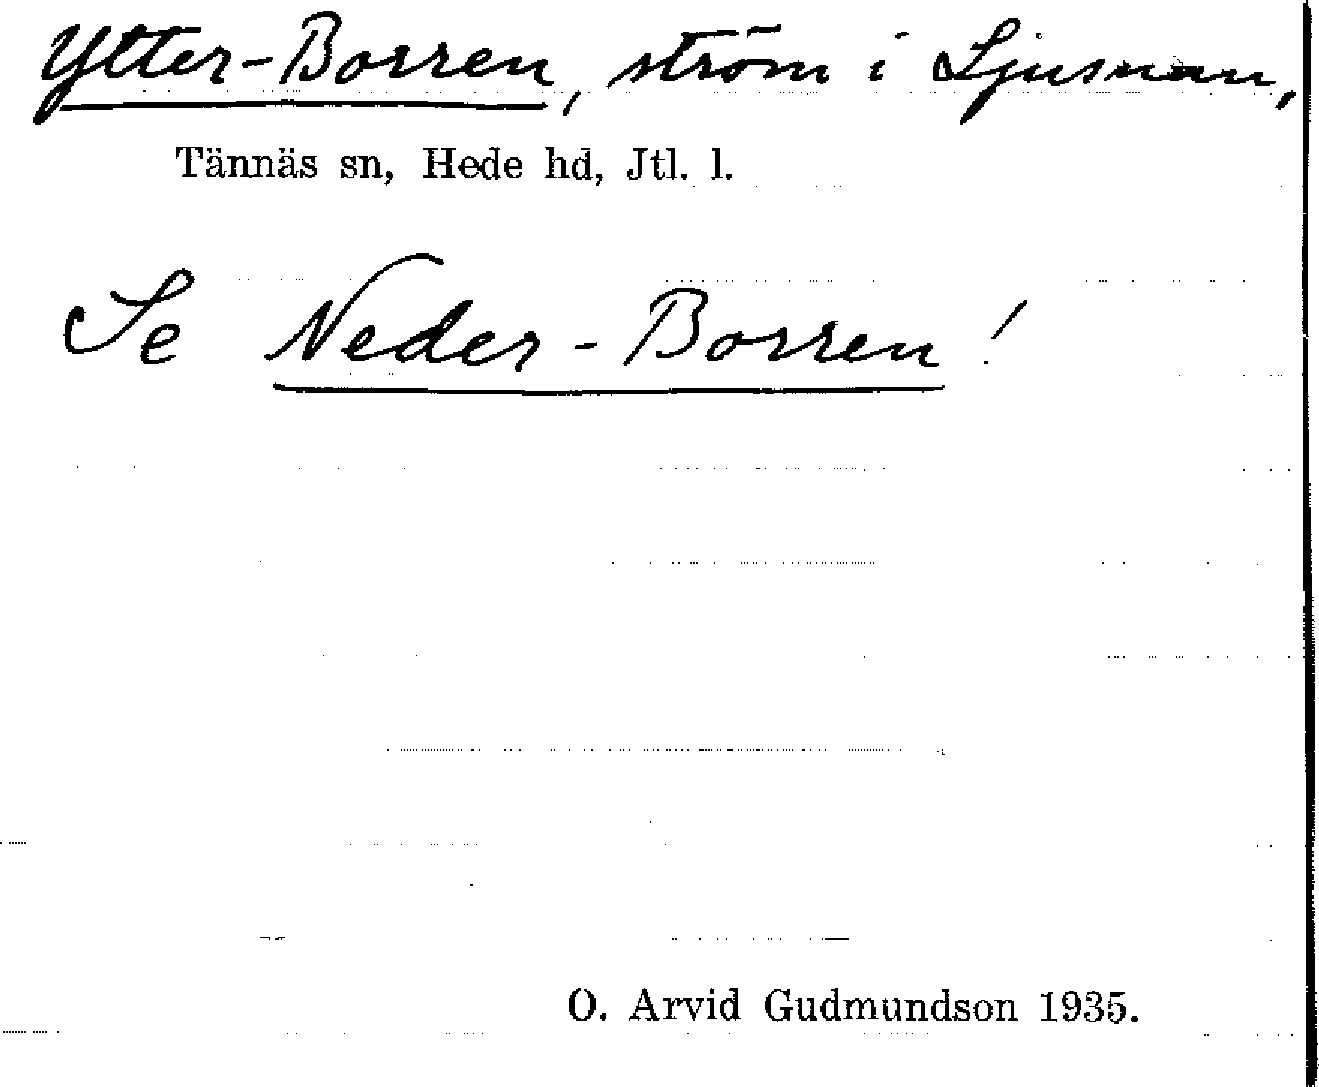 Ytter-Borren, ström i Ljusnan,
Tännäs sn, Hede hd, Jtl. l.
Se Neder-Borren!
O. Arvid Gudmundson 1935.